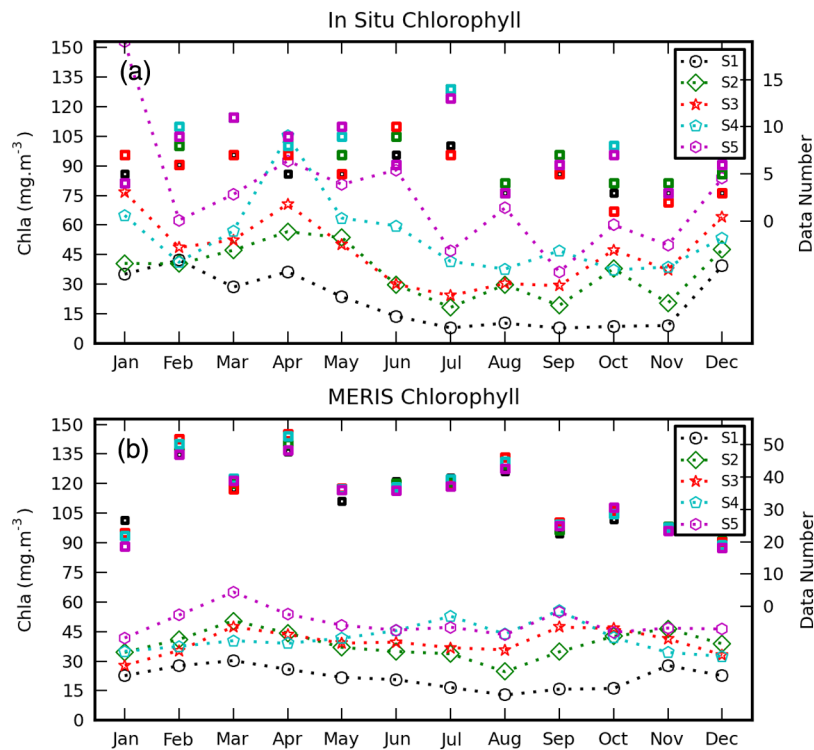 In Situ Chlorophyll
(a)
Chla (mg.m⁻³)
153
135
120
105
90
75
60
45
30
15
0
Jan Feb Mar Apr May Jun Jul Aug Sep Oct Nov Dec
15
10
5
0
Data Number
S1
S2
S3
S4
S5
MERIS Chlorophyll
(b)
Chla (mg.m⁻³)
150
135
120
105
90
75
60
45
30
15
0
Jan Feb Mar Apr May Jun Jul Aug Sep Oct Nov Dec
50
40
30
20
10
0
Data Number
S1
S2
S3
S4
S5